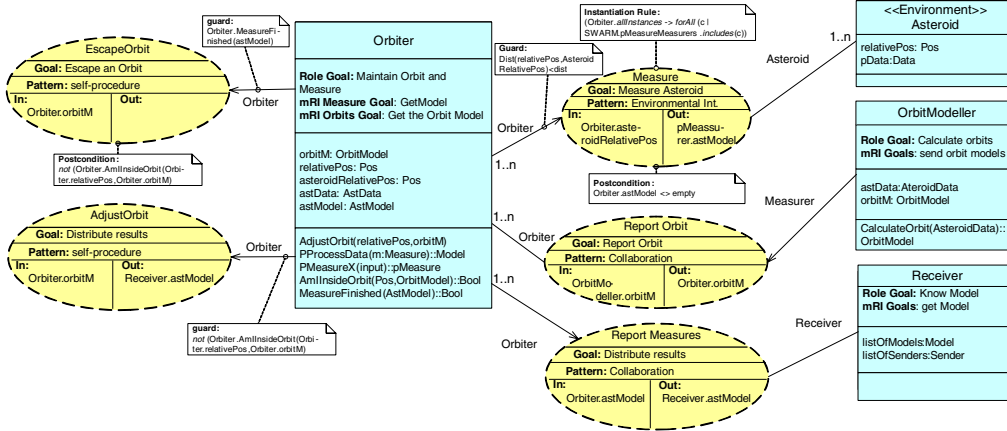 guard:
Orbiter.MeasureFi-
nished(astModel)
EscapeOrbit
Goal: Escape an Orbit
Pattern: self-procedure
In:
Out:
Orbiter.orbitM
Orbiter
Postcondition:
not (Orbiter.AmIInsideOrbit(Orbi-
ter.relativePos,Orbiter.orbitM)
AdjustOrbit
Goal: Distribute results
Pattern: self-procedure
In:
Out:
Orbiter.orbitM
Receiver.astModel
Orbiter
guard:
not (Orbiter.AmIInsideOrbit(Orbi-
ter.relativePos,Orbiter.orbitM)
Orbiter
Role Goal: Maintain Orbit and
Measure
mRI Measure Goal: GetModel
mRI Orbits Goal: Get the Orbit Model
orbitM: OrbitModel
relativePos: Pos
asteroidRelativePos: Pos
astData: AstData
astModel: AstModel
AdjustOrbit(relativePos,orbitM)
PProcessData(m:Measure)::Model
PMeasureX(input)::pMeasure
AmIInsideOrbit(Pos,OrbitModel)::Bool
MeasureFinished(AstModel)::Bool
Guard:
Dist(relativePos,Asteroid
RelativePos)<dist
Orbiter
1..n
Instantiation Rule:
(Orbiter.allInstances -> forAll (c |
SWARM.pMeasureMeasurers .includes(c))
Measure
Goal: Measure Asteroid
Pattern: Environmental Int.
In:
Out:
Orbiter.aste-
roidRelativePos
pMeassu-
rer.astModel
Postcondition:
Orbiter.astModel <> empty
Asteroid
1..n
1..n
Orbiter
Report Orbit
Goal: Report Orbit
Pattern: Collaboration
In:
Out:
OrbitMo-
deller.orbitM
Orbiter.orbitM
Measurer
1..n
Orbiter
Report Measures
Goal: Distribute results
Pattern: Collaboration
In:
Out:
Orbiter.astModel
Receiver.astModel
Receiver
<<Environment>>
Asteroid
relativePos: Pos
pData:Data
OrbitModeller
Role Goal: Calculate orbits
mRI Goals: send orbit models
astData:AteroidData
orbitM: OrbitModel
CalculateOrbit(AsteroidData)::
OrbitModel
Receiver
Role Goal: Know Model
mRI Goals: get Model
listOfModels:Model
listOfSenders:Sender